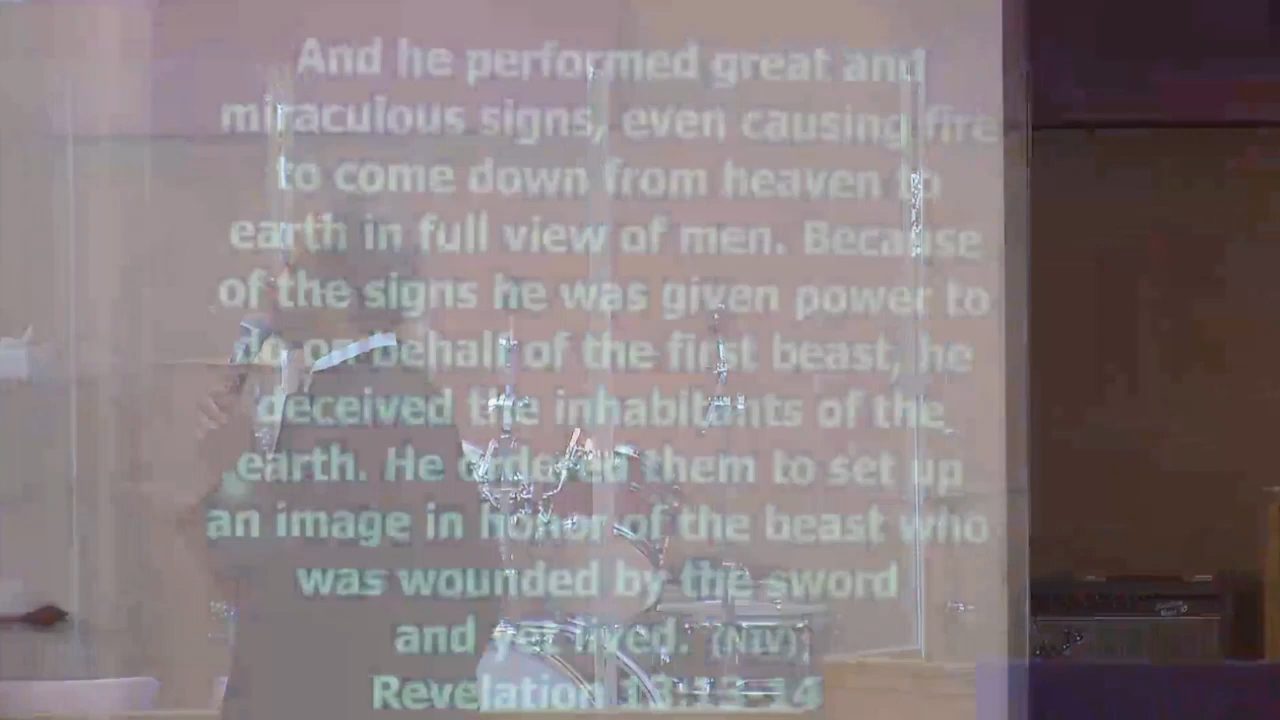 And he performed great and
miraculous signs, even causing fire
to come down from heaven to
earth in full view of men. Because
of the signs he was given power to
do on behalf of the first beast, he
deceived the inhabitants of the
earth. He ordered them to set up
an image in honor of the beast who
was wounded by the sword
and yet lived. (NIV)
Revelation 13:13-14